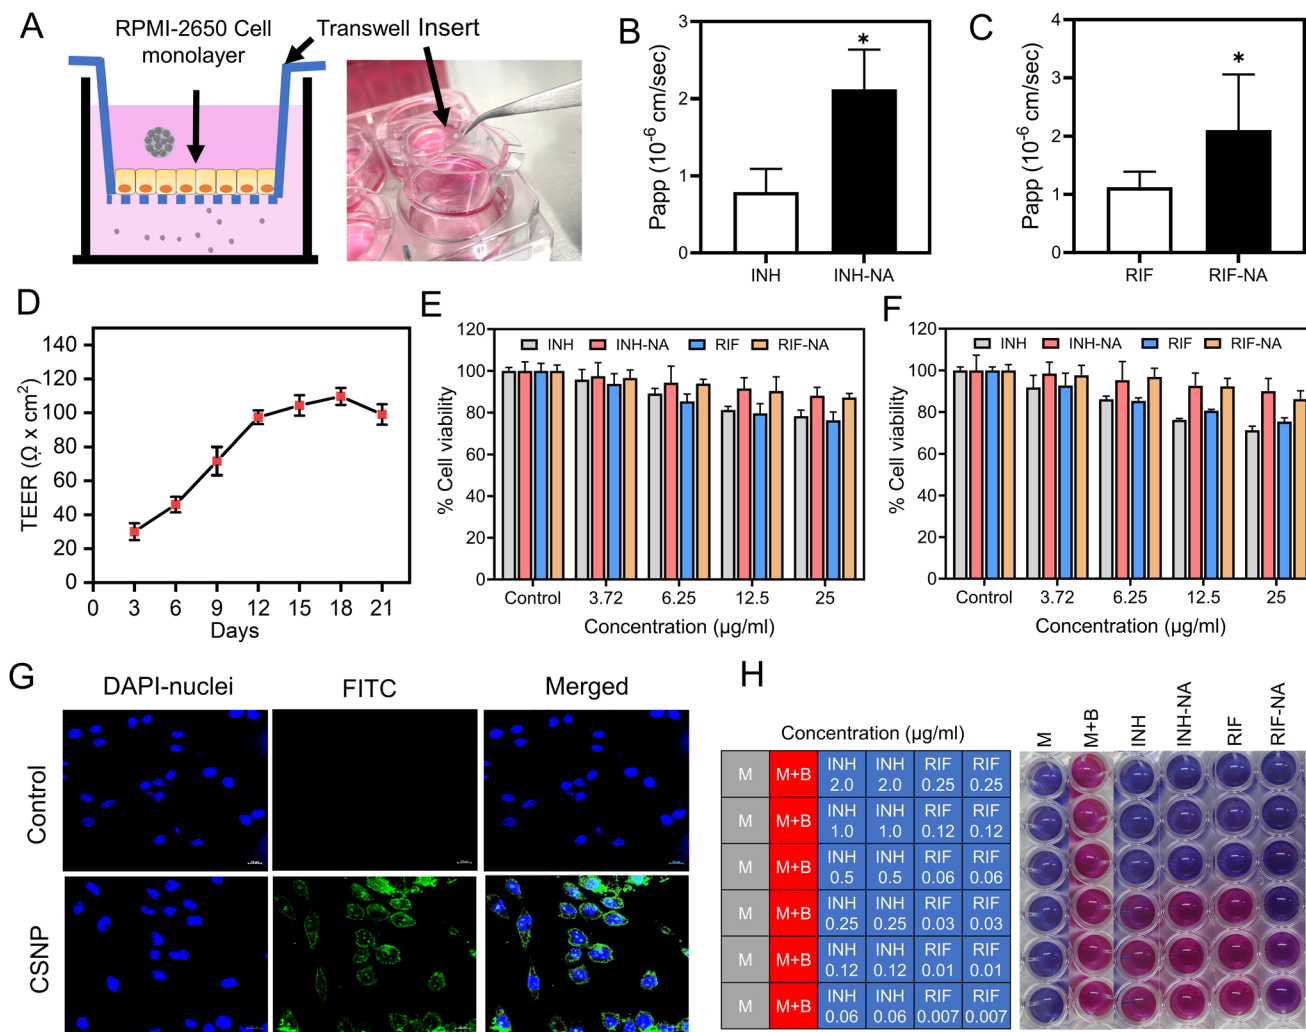 A
RPMI-2650 Cell
monolayer
Transwell Insert
B
Papp (10-6 cm/sec)
3
2
1
0
*
INH
INH-NA
C
Papp (10-6 cm/sec)
4
3
2
1
0
*
RIF
RIF-NA
D
TEER (Ω x cm2)
140
120
100
80
60
40
20
0
0 3 6 9 12 15 18 21
Days
E
% Cell viability
120
100
80
60
40
20
0
INH INH-NA RIF RIF-NA
Control 3.72 6.25 12.5 25
Concentration (µg/ml)
F
% Cell viability
120
100
80
60
40
20
0
INH INH-NA RIF RIF-NA
Control 3.72 6.25 12.5 25
Concentration (µg/ml)
G
DAPI-nuclei FITC Merged
Control
CSNP
H
Concentration (µg/ml)
M M+B INH INH INH RIF RIF
2.0 2.0 0.25 0.25
M M+B INH INH RIF RIF
1.0 1.0 0.12 0.12
M M+B INH INH RIF RIF
0.5 0.5 0.06 0.06
M M+B INH INH RIF RIF
0.25 0.25 0.03 0.03
M M+B INH INH RIF RIF
0.12 0.12 0.01 0.01
M M+B INH INH RIF RIF
0.06 0.06 0.007 0.007
M M+B INH INH-NA RIF RIF-NA